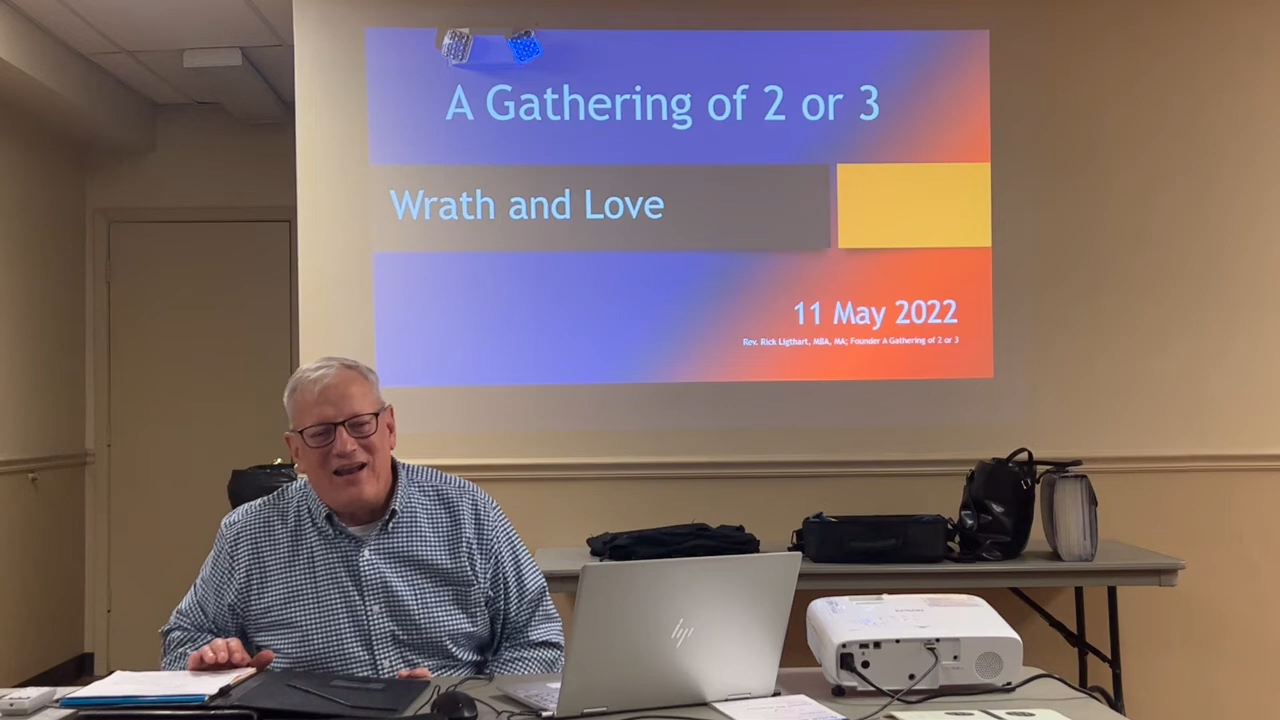 A Gathering of 2 or 3
Wrath and Love
11 May 2022
Rev. Rick Ligthart, MBA, MA; Founder A Gathering of 2 or 3
hp